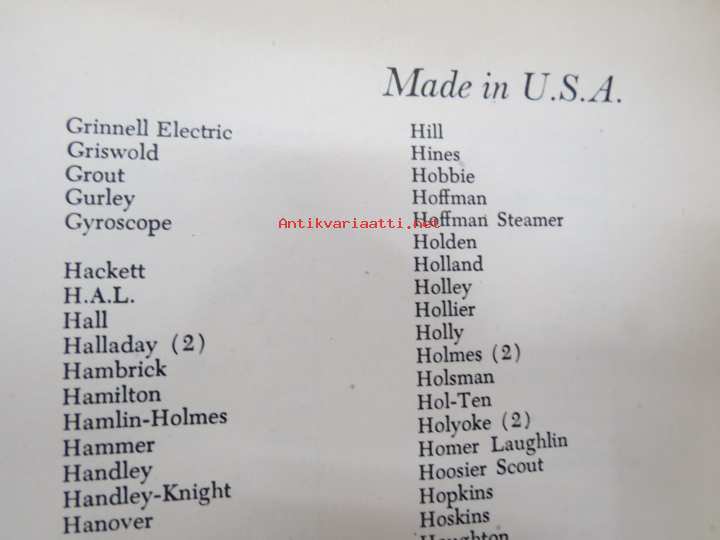 Made in U.S.A.
Grinnell Electric
Griswold
Grout
Gurley
Gyroscope
Hackett
H.A.L.
Hall
Halladay (2)
Hambrick
Hamilton
Hamlin-Holmes
Hammer
Handley
Handley-Knight
Hanover
Hill
Hines
Hobbie
Hoffman
Hoffman Steamer
Holden
Holland
Holley
Hollier
Holly
Holmes (2)
Holsman
Hol-Ten
Holyoke (2)
Homer Laughlin
Hoosier Scout
Hopkins
Hoskins
Houghton
Antikvariaatti.net